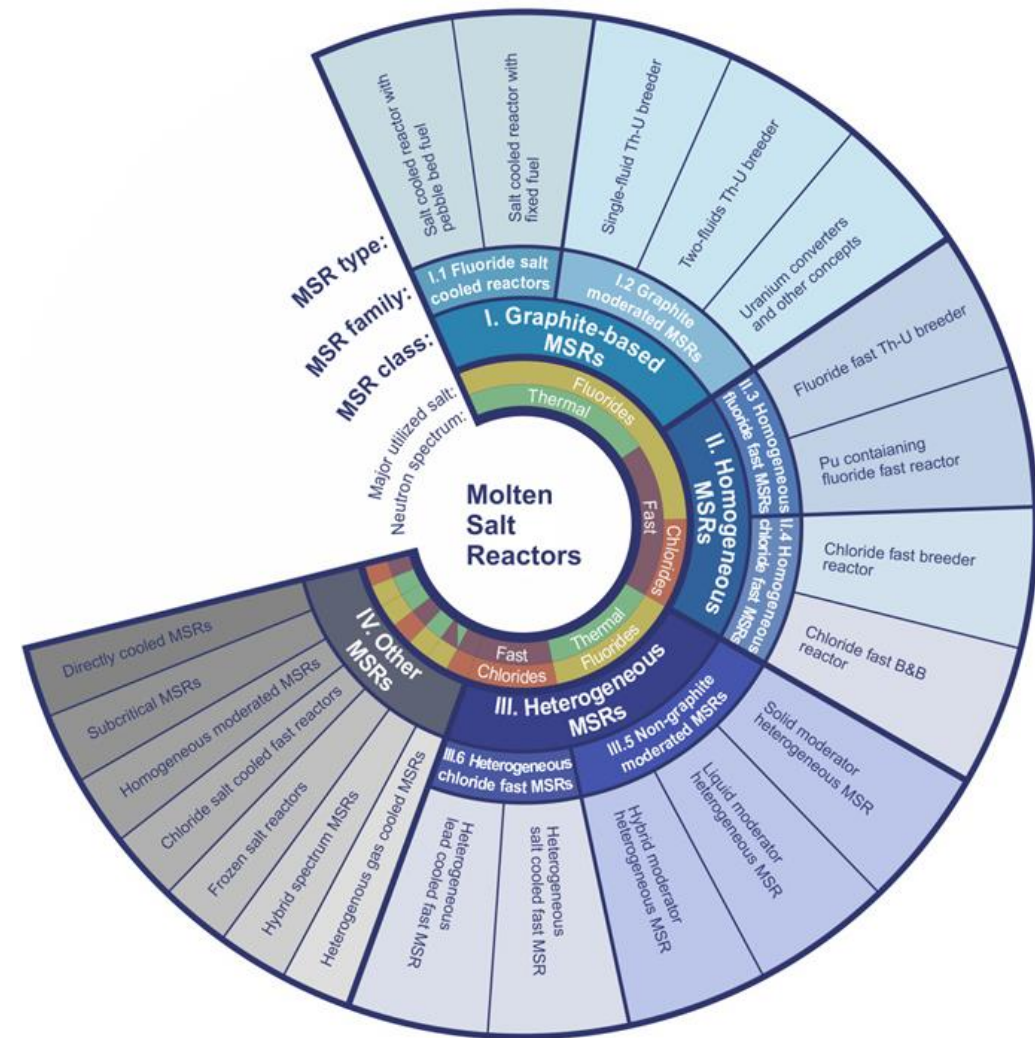 Molten
Salt
Reactors
MSR type:
MSR family:
MSR class:
Major utilized salt:
Neutron spectrum:
Salt cooled reactor with
pebble bed fuel
Salt cooled reactor with
fixed fuel
Single-fluid Th-U breeder
Two-fluids Th-U breeder
Uranium converters
and other concepts
Fluoride fast Th-U breeder
Pu contaianing
fluoride fast reactor
Chloride fast breeder
reactor
Chloride fast B&B
reactor
Solid moderator
heterogeneous MSR
Liquid moderator
heterogeneous MSR
Hybrid moderator
heterogeneous MSR
Heterogeneous
salt cooled fast MSR
Heterogeneous
lead cooled fast MSR
Heterogenous gas cooled MSRs
Hybrid spectrum MSRs
Frozen salt reactors
Chloride salt cooled fast reactors
Homogeneous moderated MSRs
Subcritical MSRs
Directly cooled MSRs
I.1 Fluoride salt
cooled reactors
I.2 Graphite
moderated MSRs
II.3 Homogeneous
fluoride fast MSRs
II.4 Homogeneous
chloride fast MSRs
III.5 Non-graphite
moderated MSRs
III.6 Heterogeneous
chloride fast MSRs
I. Graphite-based
MSRs
II. Homogeneous
MSRs
III. Heterogeneous
MSRs
IV. Other
MSRs
Fluorides
Chlorides
Fluorides
Chlorides
Thermal
Fast
Thermal
Fast